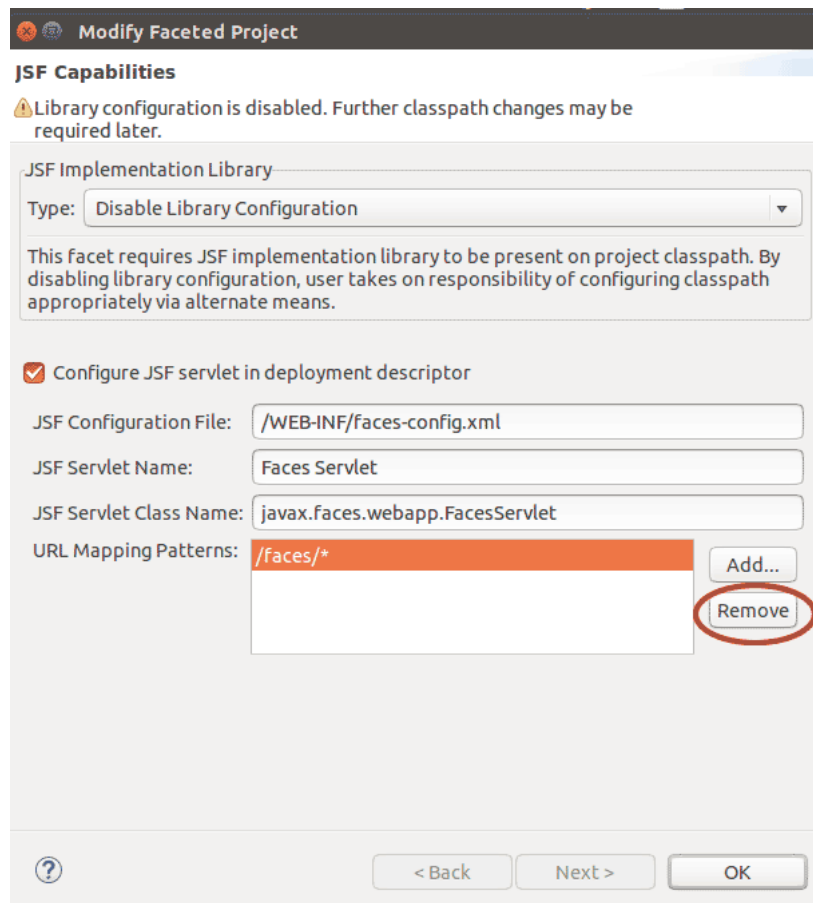 Modify Faceted Project
JSF Capabilities
Library configuration is disabled. Further classpath changes may be
required later.
JSF Implementation Library
Type: Disable Library Configuration
This facet requires JSF implementation library to be present on project classpath. By
disabling library configuration, user takes on responsibility of configuring classpath
appropriately via alternate means.
Configure JSF servlet in deployment descriptor
JSF Configuration File: /WEB-INF/faces-config.xml
JSF Servlet Name: Faces Servlet
JSF Servlet Class Name: javax.faces.webapp.FacesServlet
URL Mapping Patterns: /faces/*
Add...
Remove
? < Back Next > OK